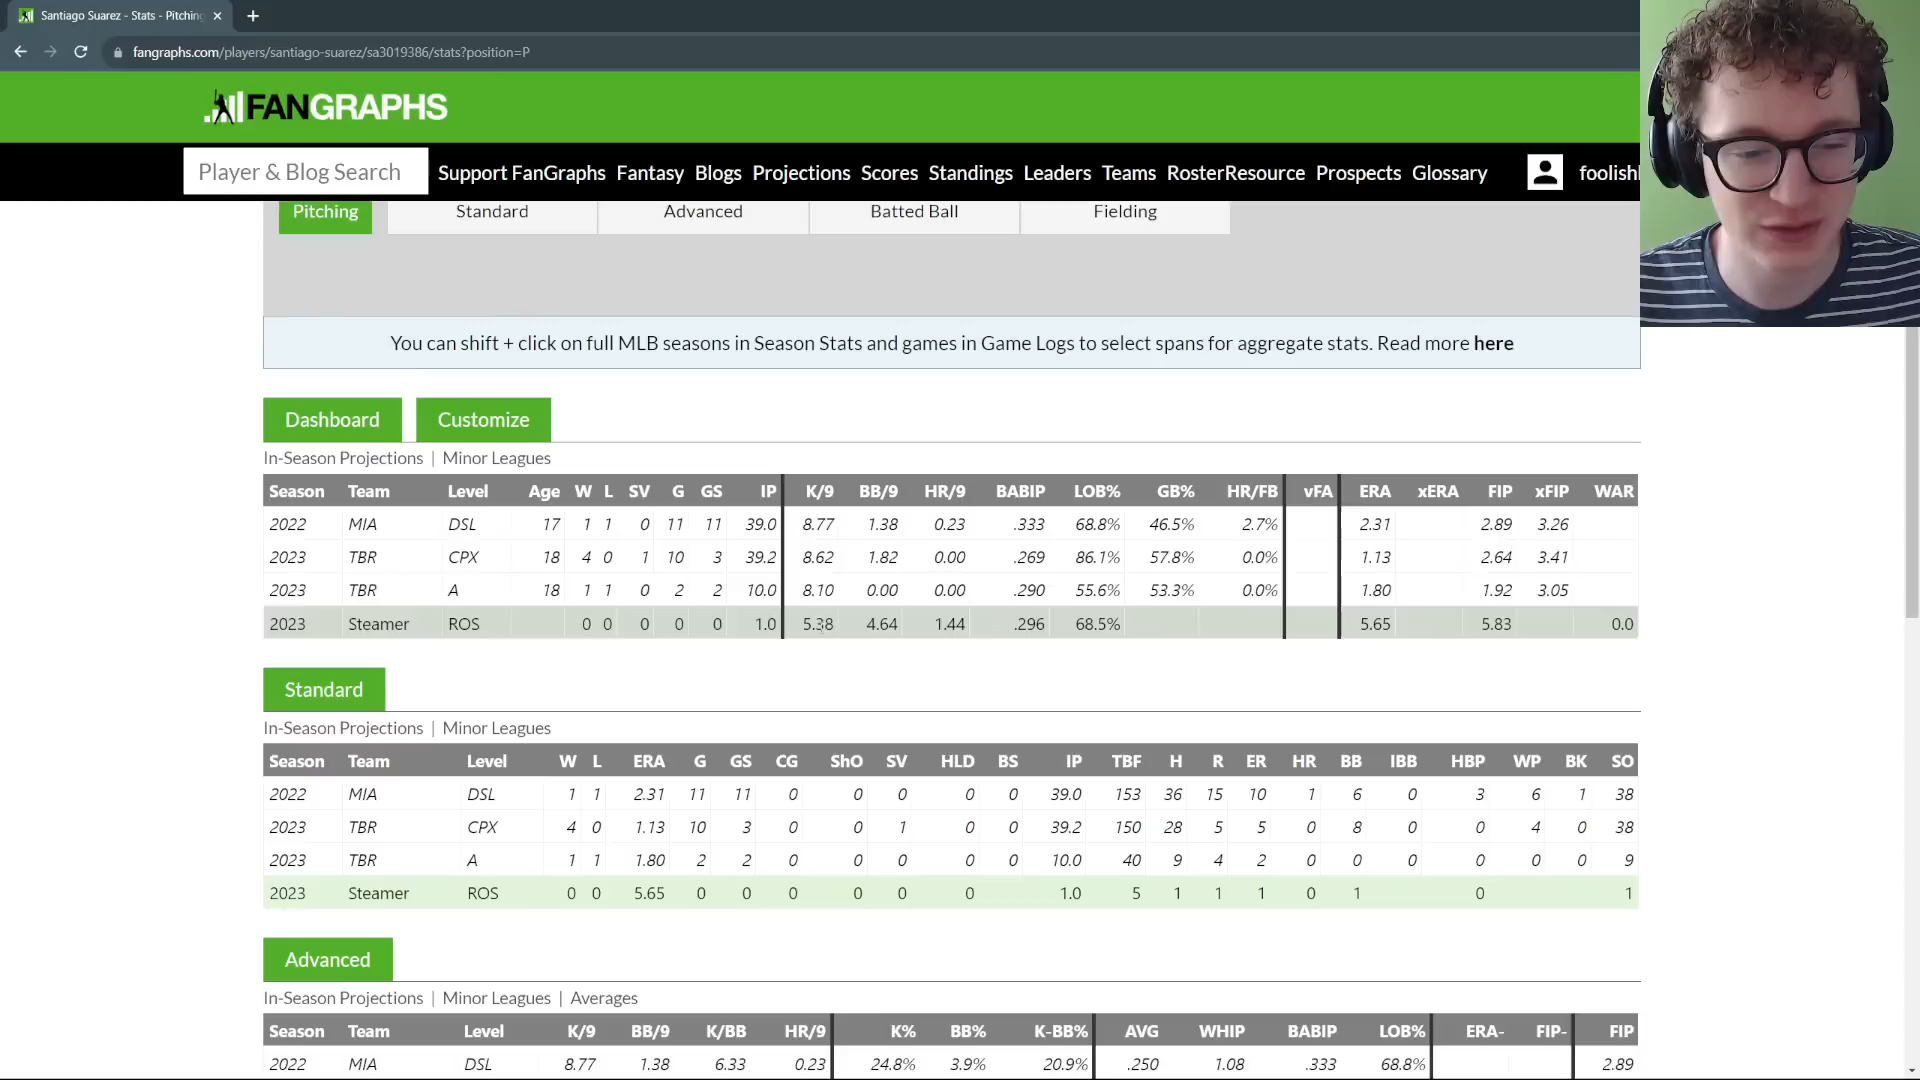 Santiago Suarez - Stats - Pitching
fangraphs.com/players/santiago-suarez/sa3019386/stats?position=P
FANGRAPHS
Player & Blog Search Support FanGraphs Fantasy Blogs Projections Scores Standings Leaders Teams RosterResource Prospects Glossary foolishl
Pitching Standard Advanced Batted Ball Fielding
You can shift + click on full MLB seasons in Season Stats and games in Game Logs to select spans for aggregate stats. Read more here
Dashboard Customize
In-Season Projections | Minor Leagues
Season Team Level Age W L SV G GS IP K/9 BB/9 HR/9 BABIP LOB% GB% HR/FB vFA ERA xERA FIP xFIP WAR
2022 MIA DSL 17 1 1 0 11 11 39.0 8.77 1.38 0.23 .333 68.8% 46.5% 2.7% 2.31 2.89 3.26
2023 TBR CPX 18 4 0 1 10 3 39.2 8.62 1.82 0.00 .269 86.1% 57.8% 0.0% 1.13 2.64 3.41
2023 TBR A 18 1 1 0 2 2 10.0 8.10 0.00 0.00 .290 55.6% 53.3% 0.0% 1.80 1.92 3.05
2023 Steamer ROS 0 0 0 0 0 1.0 5.38 4.64 1.44 .296 68.5% 5.65 5.83 0.0
Standard
In-Season Projections | Minor Leagues
Season Team Level W L ERA G GS CG ShO SV HLD BS IP TBF H R ER HR BB IBB HBP WP BK SO
2022 MIA DSL 1 1 2.31 11 11 0 0 0 0 0 39.0 153 36 15 10 1 6 0 3 6 1 38
2023 TBR CPX 4 0 1.13 10 3 0 0 1 0 0 39.2 150 28 5 5 0 8 0 0 4 0 38
2023 TBR A 1 1 1.80 2 2 0 0 0 0 0 10.0 40 9 4 2 0 0 0 0 0 0 9
2023 Steamer ROS 0 0 5.65 0 0 0 0 0 0 1.0 5 1 1 1 0 1 0 1
Advanced
In-Season Projections | Minor Leagues | Averages
Season Team Level K/9 BB/9 K/BB HR/9 K% BB% K-BB% AVG WHIP BABIP LOB% ERA- FIP- FIP
2022 MIA DSL 8.77 1.38 6.33 0.23 24.8% 3.9% 20.9% .250 1.08 .333 68.8% 2.89